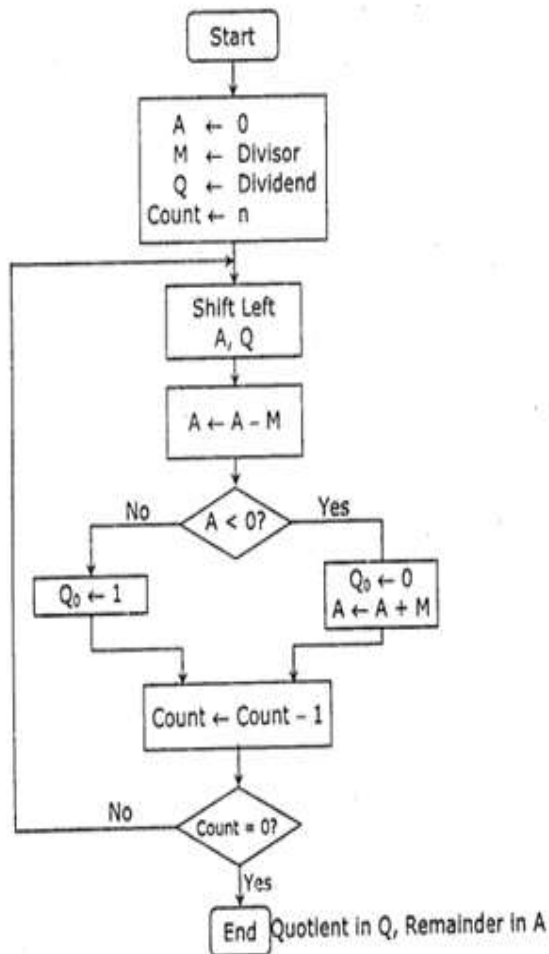 Start
A ← 0
M ← Divisor
Q ← Dividend
Count ← n
Shift Left
A, Q
A ← A – M
No
A < 0?
Yes
Q₀ ← 1
Q₀ ← 0
A ← A + M
Count ← Count – 1
No
Count = 0?
Yes
End
Quotient in Q, Remainder in A